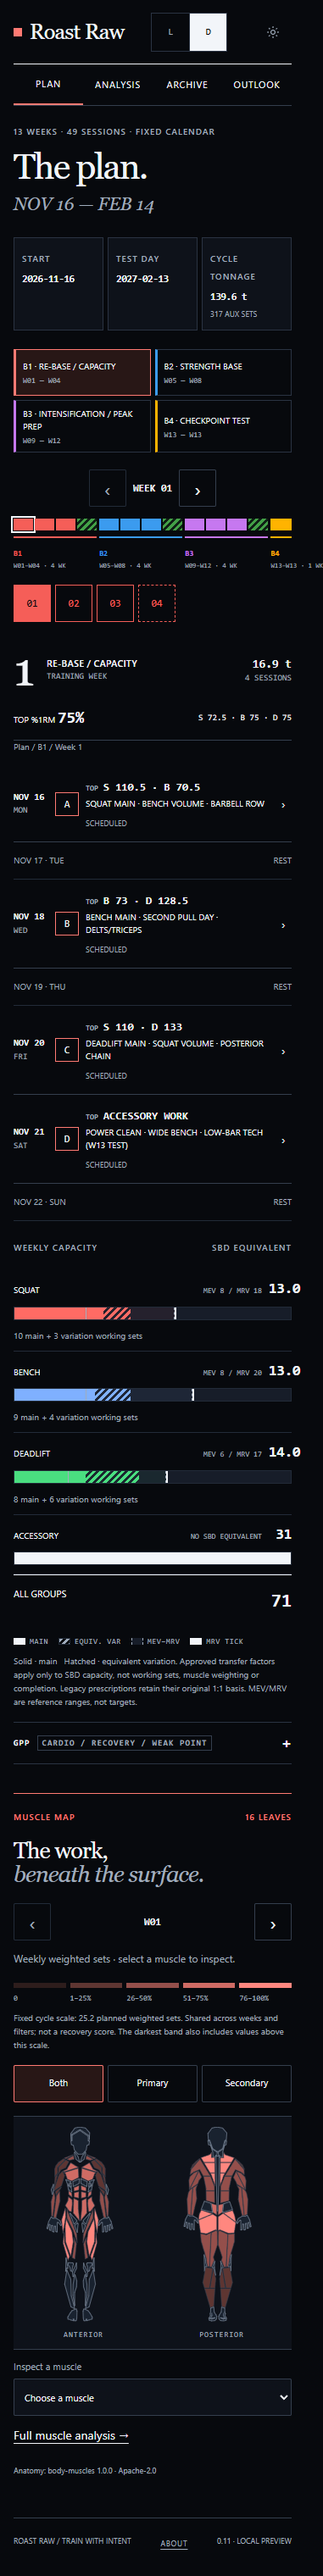 Roast Raw
L D
PLAN ANALYSIS ARCHIVE OUTLOOK
13 WEEKS · 49 SESSIONS · FIXED CALENDAR
The plan.
NOV 16 — FEB 14
START
2026-11-16
TEST DAY
2027-02-13
CYCLE
TONNAGE
139.6 t
317 AUX SETS
B1 · RE-BASE / CAPACITY
W01 — W04
B2 · STRENGTH BASE
W05 — W08
B3 · INTENSIFICATION / PEAK
PREP
W09 — W12
B4 · CHECKPOINT TEST
W13 — W13
‹ WEEK 01 ›
B1 B2 B3 B4
W01—W04 · 4 WK W05—W08 · 4 WK W09—W12 · 4 WK W13—W13 · 1 WK
01 02 03 04
1 RE-BASE / CAPACITY 16.9 t
TRAINING WEEK 4 SESSIONS
TOP %1RM 75% S 72.5 · B 75 · D 75
Plan / B1 / Week 1
TOP S 110.5 · B 70.5
NOV 16 A SQUAT MAIN · BENCH VOLUME · BARBELL ROW ›
MON
SCHEDULED
NOV 17 · TUE REST
TOP B 73 · D 128.5
NOV 18 B BENCH MAIN · SECOND PULL DAY ·
WED DELTS/TRICEPS ›
SCHEDULED
NOV 19 · THU REST
TOP S 110 · D 133
NOV 20 C DEADLIFT MAIN · SQUAT VOLUME · POSTERIOR
FRI CHAIN ›
SCHEDULED
TOP ACCESSORY WORK
NOV 21 D POWER CLEAN · WIDE BENCH · LOW-BAR TECH
SAT (W13 TEST) ›
SCHEDULED
NOV 22 · SUN REST
WEEKLY CAPACITY SBD EQUIVALENT
SQUAT MEV 8 / MRV 18 13.0
10 main + 3 variation working sets
BENCH MEV 8 / MRV 20 13.0
9 main + 4 variation working sets
DEADLIFT MEV 6 / MRV 17 14.0
8 main + 6 variation working sets
ACCESSORY NO SBD EQUIVALENT 31
ALL GROUPS 71
MAIN EQUIV. VAR MEV—MRV MRV TICK
Solid · main Hatched · equivalent variation. Approved transfer factors
apply only to SBD capacity, not working sets, muscle weighting or
completion. Legacy prescriptions retain their original 1:1 basis. MEV/MRV
are reference ranges, not targets.
GPP CARDIO / RECOVERY / WEAK POINT +
MUSCLE MAP 16 LEAVES
The work,
beneath the surface.
‹ W01 ›
Weekly weighted sets · select a muscle to inspect.
0 1–25% 26–50% 51–75% 76–100%
Fixed cycle scale: 25.2 planned weighted sets. Shared across weeks and
filters; not a recovery score. The darkest band also includes values above
this scale.
Both Primary Secondary
ANTERIOR POSTERIOR
Inspect a muscle
Choose a muscle
Full muscle analysis →
Anatomy: body-muscles 1.0.0 · Apache-2.0
ROAST RAW / TRAIN WITH INTENT ABOUT 0.11 · LOCAL PREVIEW